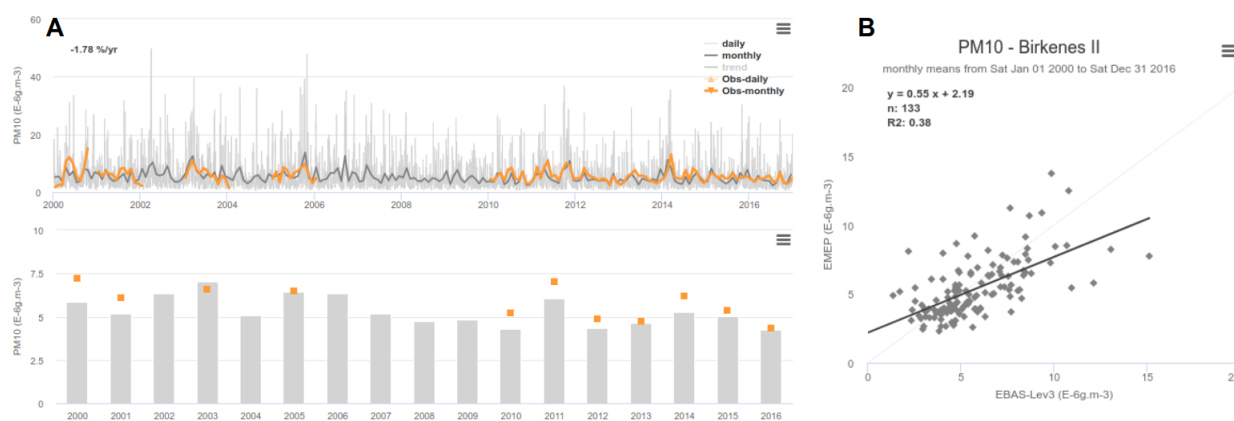 A
60
40
20
0
PM10 (E-6g.m-3)
-1.78 %/yr
daily
monthly
trend
Obs-daily
Obs-monthly
2000 2002 2004 2006 2008 2010 2012 2014 2016
10
7.5
5
2.5
0
PM10 (E-6g.m-3)
2000 2001 2002 2003 2004 2005 2006 2007 2008 2009 2010 2011 2012 2013 2014 2015 2016
B
PM10 - Birkenes II
monthly means from Sat Jan 01 2000 to Sat Dec 31 2016
y = 0.55 x + 2.19
n: 133
R2: 0.38
20
15
10
5
0
EMEP (E-6g.m-3)
0 5 10 15
EBAS-Lev3 (E-6g.m-3)